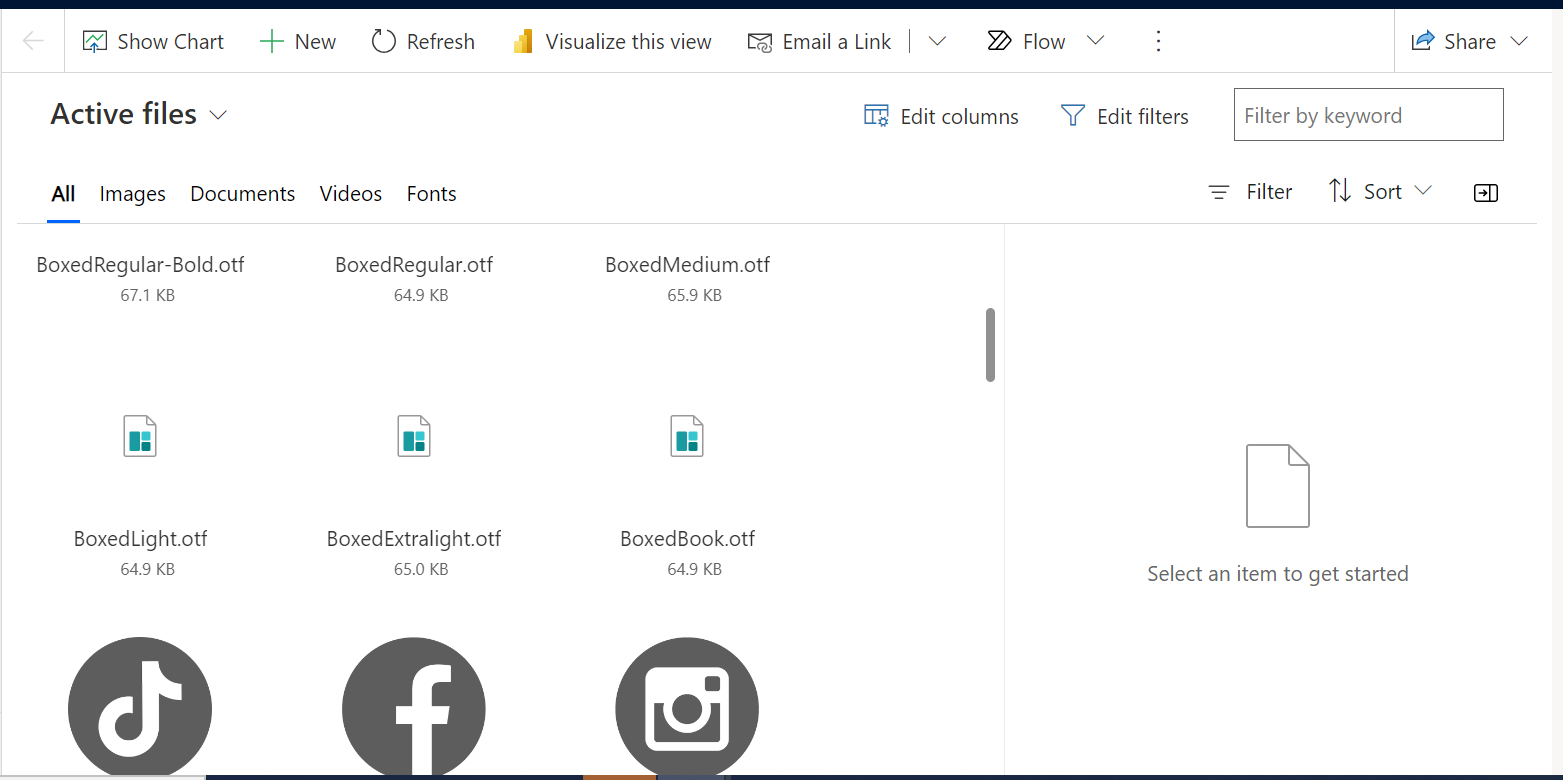 Show Chart New Refresh Visualize this view Email a Link Flow Share
Active files Edit columns Edit filters Filter by keyword
All Images Documents Videos Fonts Filter Sort
BoxedRegular-Bold.otf BoxedRegular.otf BoxedMedium.otf
67.1 KB 64.9 KB 65.9 KB
BoxedLight.otf BoxedExtralight.otf BoxedBook.otf
64.9 KB 65.0 KB 64.9 KB
Select an item to get started